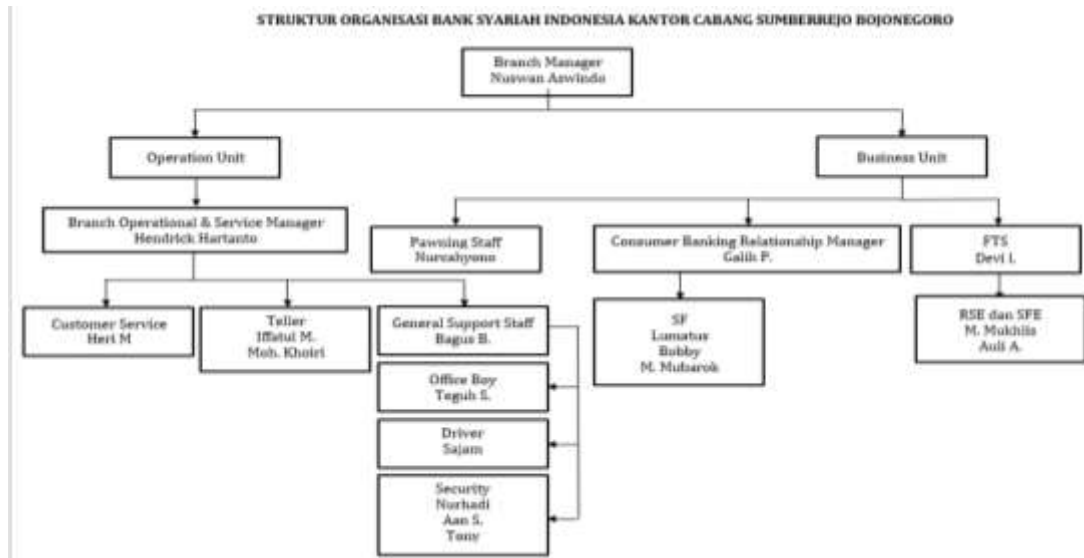 STRUKTUR ORGANISASI BANK SYARIAH INDONESIA KANTOR CABANG SUMBERREJO BOJONEGORO
Branch Manager
Nuswan Aswindo
Operation Unit
Business Unit
Branch Operational & Service Manager
Hendrick Hartanto
Pawning Staff
Nurcahyono
Consumer Banking Relationship Manager
Galih P.
FTS
Devi I.
Customer Service
Heri M
Teller
Iffatul M.
Moh. Khoiri
General Support Staff
Bagus B.
SF
Lumatus
Bobby
M. Mubarok
RSE dan SFE
M. Mukhlis
Auli A.
Office Boy
Teguh S.
Driver
Sajam
Security
Nurhadi
Aan S.
Tony